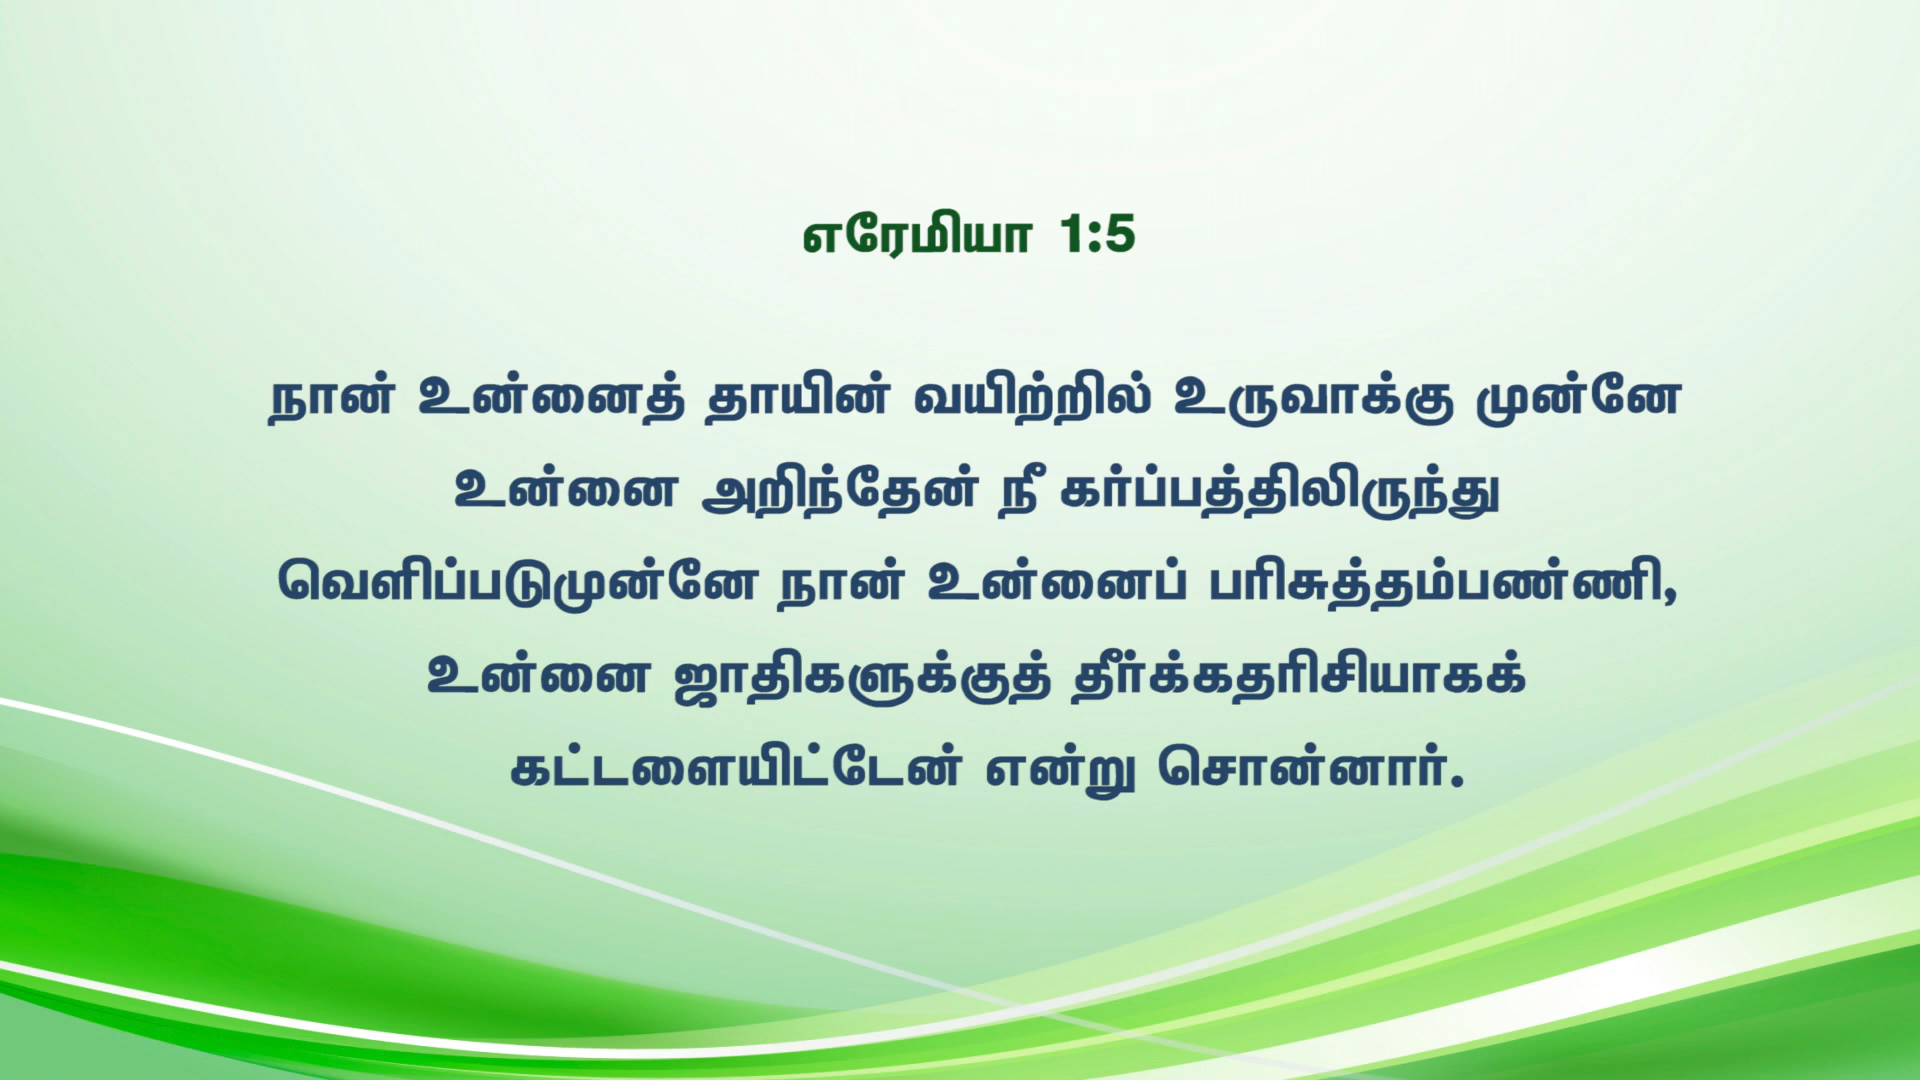 எரேமியா 1:5
நான் உன்னைத் தாயின் வயிற்றில் உருவாக்கு முன்னே
உன்னை அறிந்தேன் நீ கர்ப்பத்திலிருந்து
வெளிப்படுமுன்னே நான் உன்னைப் பரிசுத்தம்பண்ணி,
உன்னை ஜாதிகளுக்குத் தீர்க்கதரிசியாகக்
கட்டளையிட்டேன் என்று சொன்னார்.